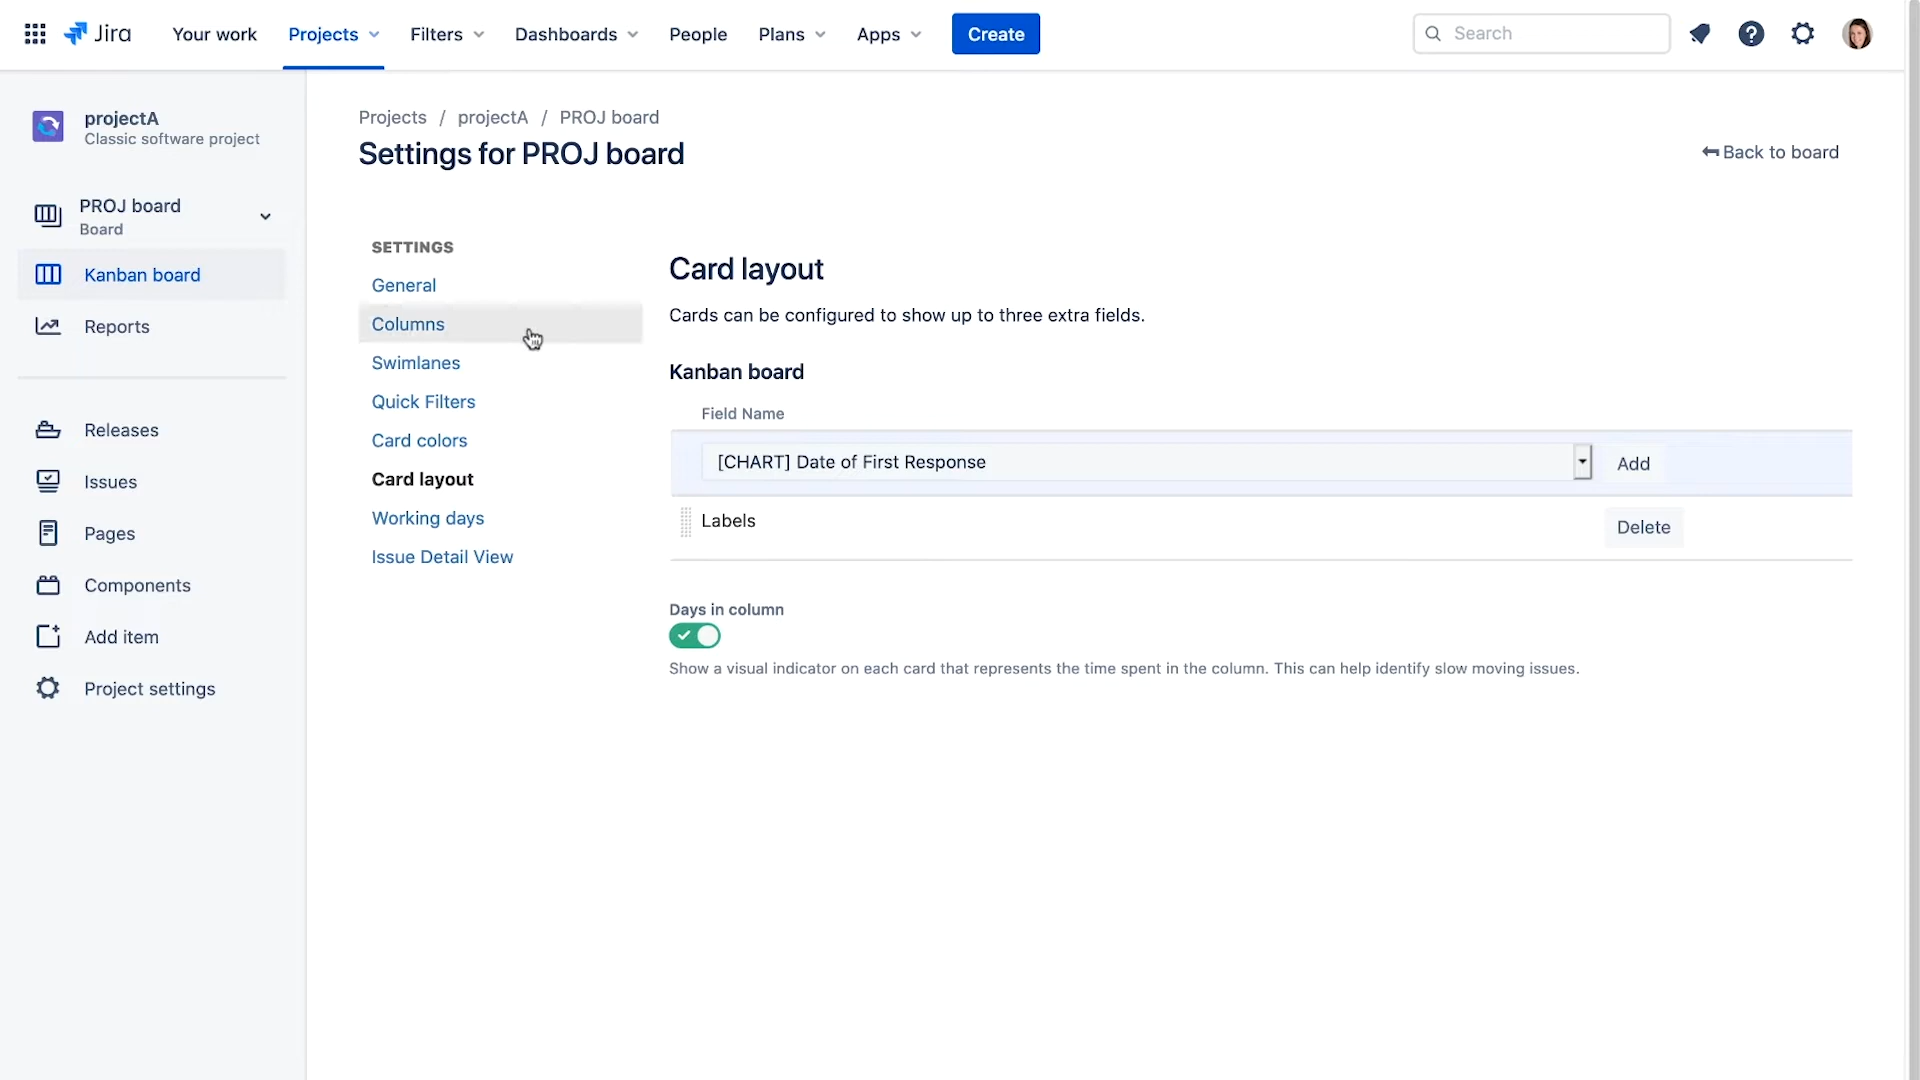 Jira
Your work
Projects
Filters
Dashboards
People
Plans
Apps
Create
Search
projectA
Classic software project
PROJ board
Board
Kanban board
Reports
Releases
Issues
Pages
Components
Add item
Project settings
Projects / projectA / PROJ board
Settings for PROJ board
Back to board
SETTINGS
General
Columns
Swimlanes
Quick Filters
Card colors
Card layout
Working days
Issue Detail View
Card layout
Cards can be configured to show up to three extra fields.
Kanban board
Field Name
[CHART] Date of First Response
Add
Labels
Delete
Days in column
Show a visual indicator on each card that represents the time spent in the column. This can help identify slow moving issues.